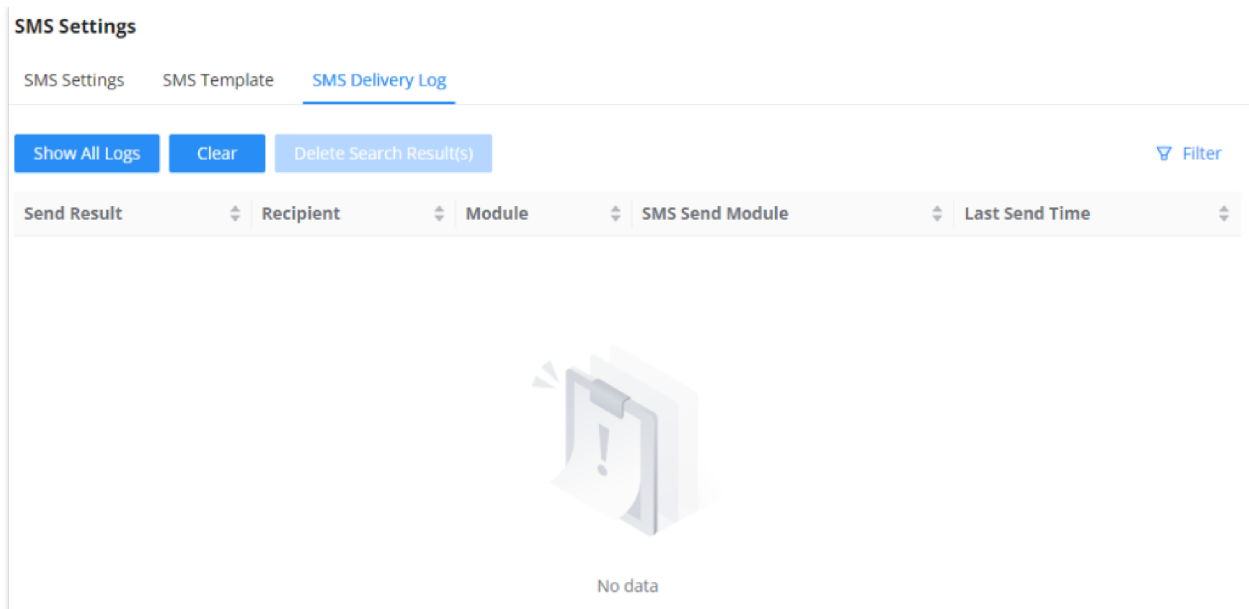 SMS Settings
SMS Settings SMS Template SMS Delivery Log
Show All Logs Clear Delete Search Result(s) Filter
Send Result Recipient Module SMS Send Module Last Send Time
!
No data